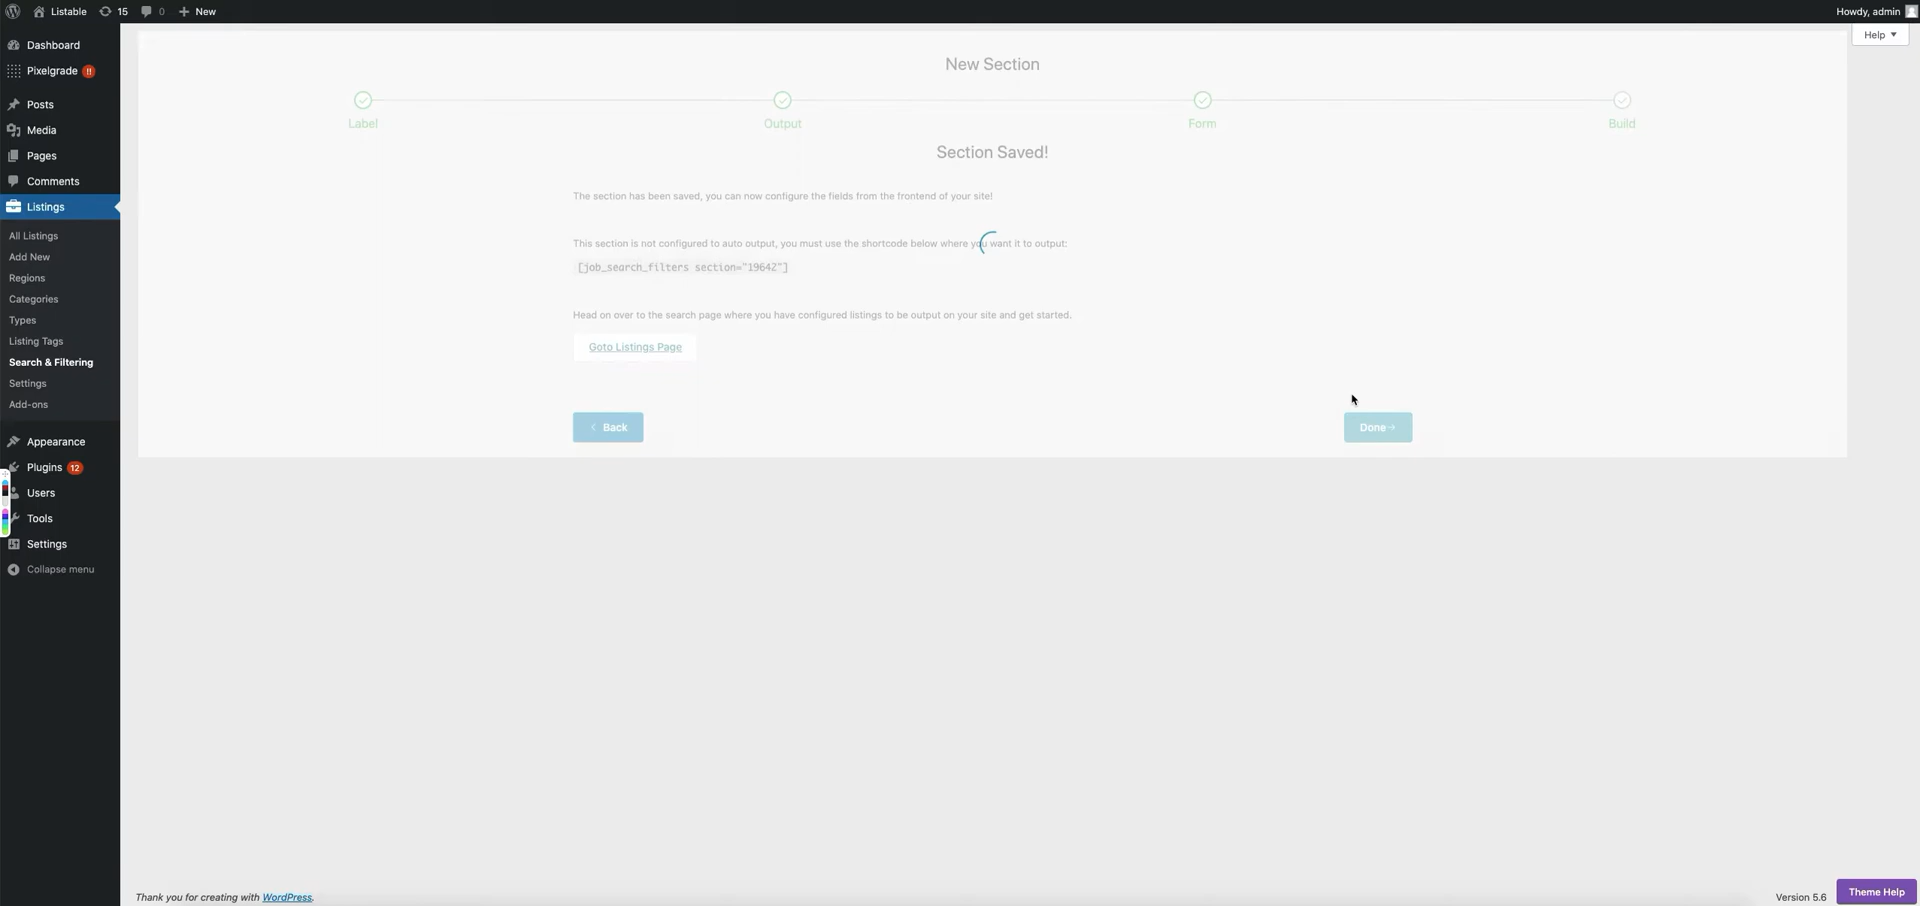 Listable 15 0 New Howdy, admin
Help
Dashboard
Pixelgrade !!
Posts
Media
Pages
Comments
Listings
All Listings
Add New
Regions
Categories
Types
Listing Tags
Search & Filtering
Settings
Add-ons
Appearance
Plugins 12
Users
Tools
Settings
Collapse menu
New Section
Label Output Form Build
Section Saved!
The section has been saved, you can now configure the fields from the frontend of your site!
This section is not configured to auto output, you must use the shortcode below where you want it to output:
[job_search_filters section="19642"]
Head on over to the search page where you have configured listings to be output on your site and get started.
Goto Listings Page
Back Done
Thank you for creating with WordPress.
Version 5.6
Theme Help